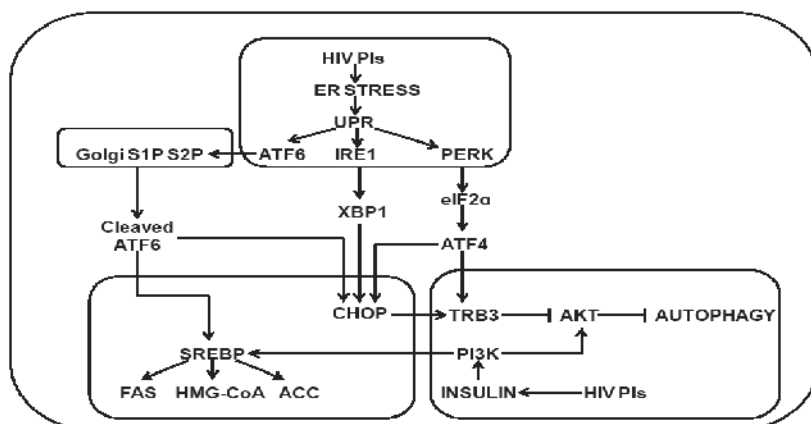 HIV PIs
ER STRESS
UPR
Golgi S1P S2P ATF6 IRE1 PERK
XBP1 eIF2α
Cleaved
ATF6
ATF4
CHOP TRB3 AKT AUTOPHAGY
SREBP PI3K
FAS HMG-CoA ACC INSULIN HIV PIs